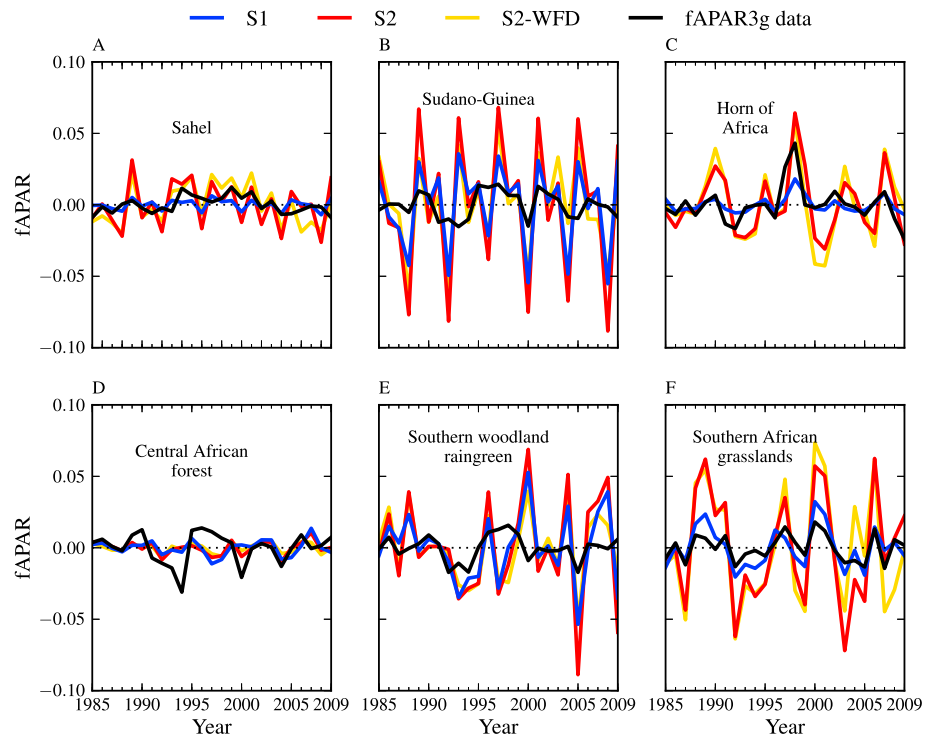 S1 S2 S2-WFD fAPAR3g data
A B C
0.10
Sahel
Sudano-Guinea
Horn of
Africa
0.05
fAPAR
0.00
−0.05
−0.10
D E F
0.10
Central African
forest
Southern woodland
raingreen
Southern African
grasslands
0.05
fAPAR
0.00
−0.05
−0.10
1985 1990 1995 2000 2005 2009 1985 1990 1995 2000 2005 2009 1985 1990 1995 2000 2005 2009
Year Year Year